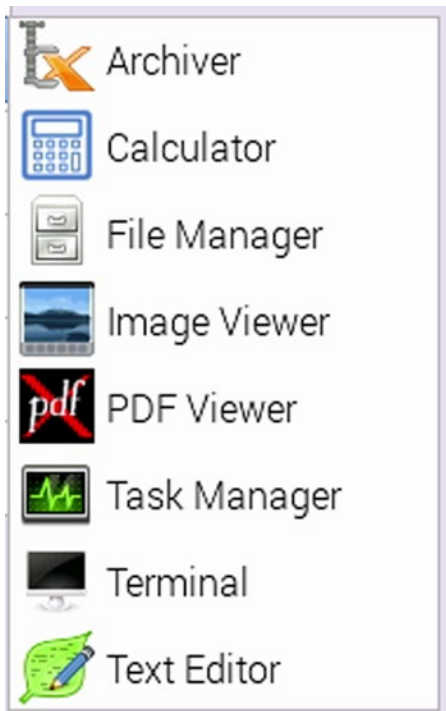 Archiver
Calculator
File Manager
Image Viewer
pdf PDF Viewer
Task Manager
Terminal
Text Editor